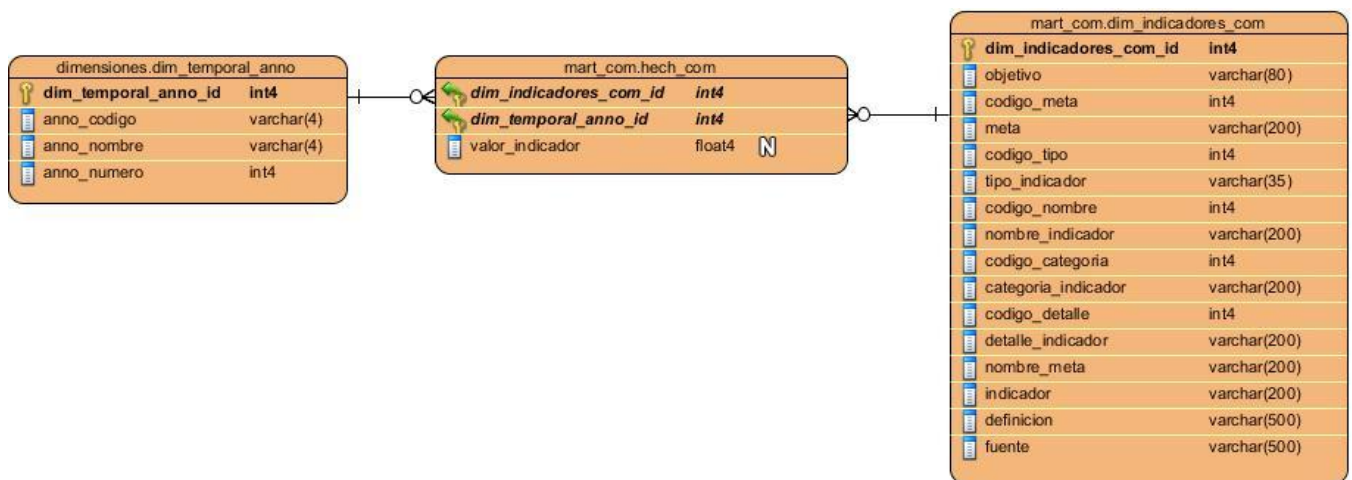 dimensiones.dim_temporal_anno
dim_temporal_anno_id int4
anno_codigo varchar(4)
anno_nombre varchar(4)
anno_numero int4
mart_com.hech_com
dim_indicadores_com_id int4
dim_temporal_anno_id int4
valor_indicador float4 N
mart_com.dim_indicadores_com
dim_indicadores_com_id int4
objetivo varchar(80)
codigo_meta int4
meta varchar(200)
codigo_tipo int4
tipo_indicador varchar(35)
codigo_nombre int4
nombre_indicador varchar(200)
codigo_categoria int4
categoria_indicador varchar(200)
codigo_detalle int4
detalle_indicador varchar(200)
nombre_meta varchar(200)
indicador varchar(200)
definicion varchar(500)
fuente varchar(500)